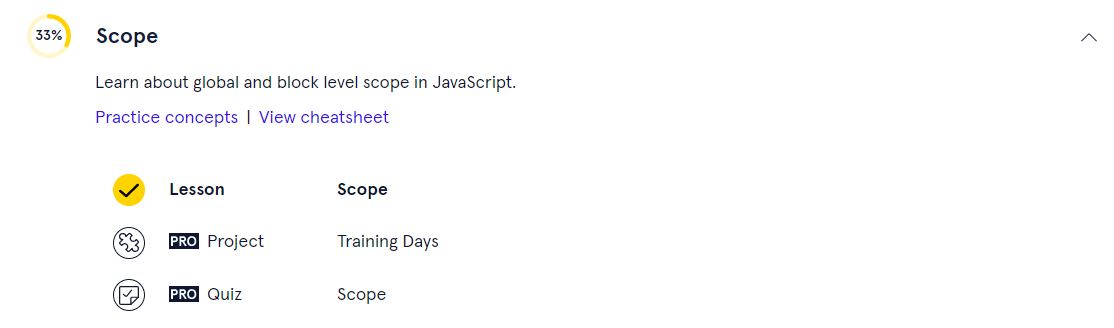 33% Scope
Learn about global and block level scope in JavaScript.
Practice concepts | View cheatsheet
Lesson Scope
PRO Project Training Days
PRO Quiz Scope